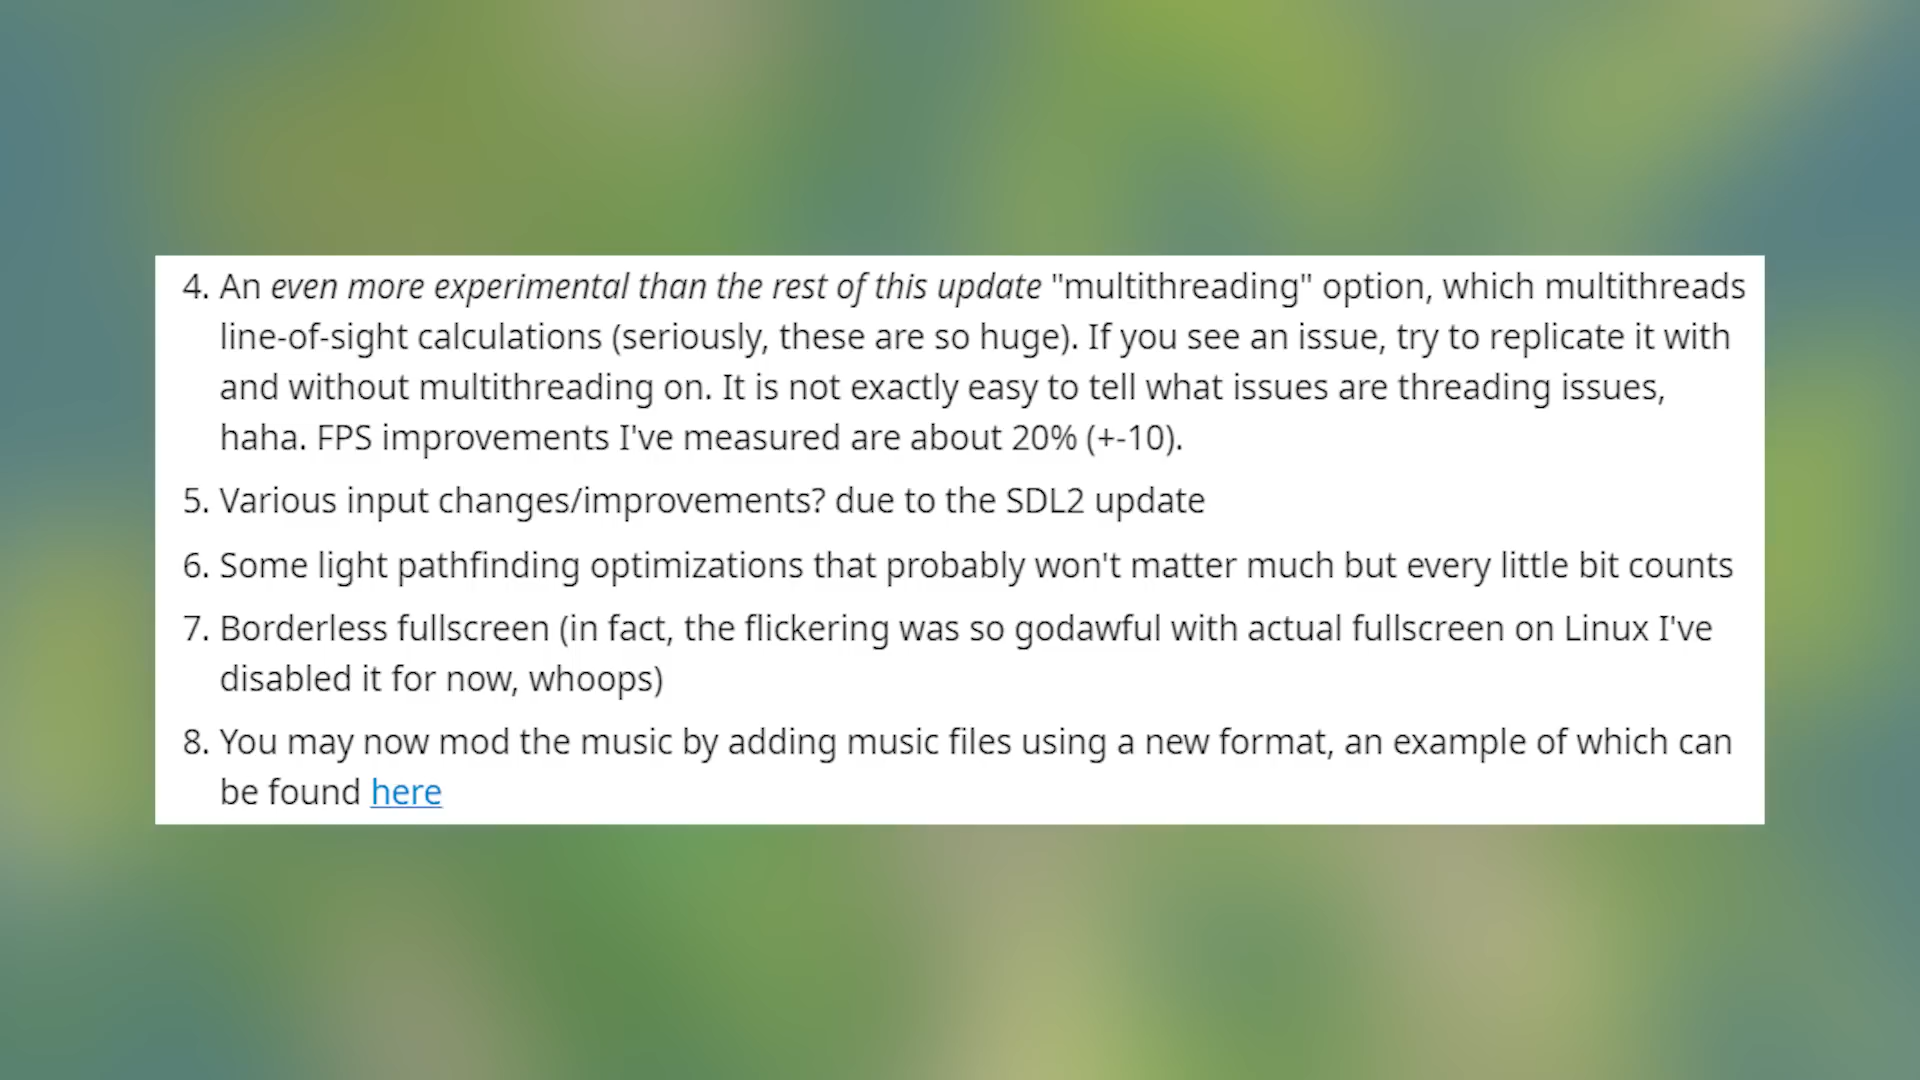 4. An even more experimental than the rest of this update "multithreading" option, which multithreads
line-of-sight calculations (seriously, these are so huge). If you see an issue, try to replicate it with
and without multithreading on. It is not exactly easy to tell what issues are threading issues,
haha. FPS improvements I've measured are about 20% (+-10).
5. Various input changes/improvements? due to the SDL2 update
6. Some light pathfinding optimizations that probably won't matter much but every little bit counts
7. Borderless fullscreen (in fact, the flickering was so godawful with actual fullscreen on Linux I've
disabled it for now, whoops)
8. You may now mod the music by adding music files using a new format, an example of which can
be found here